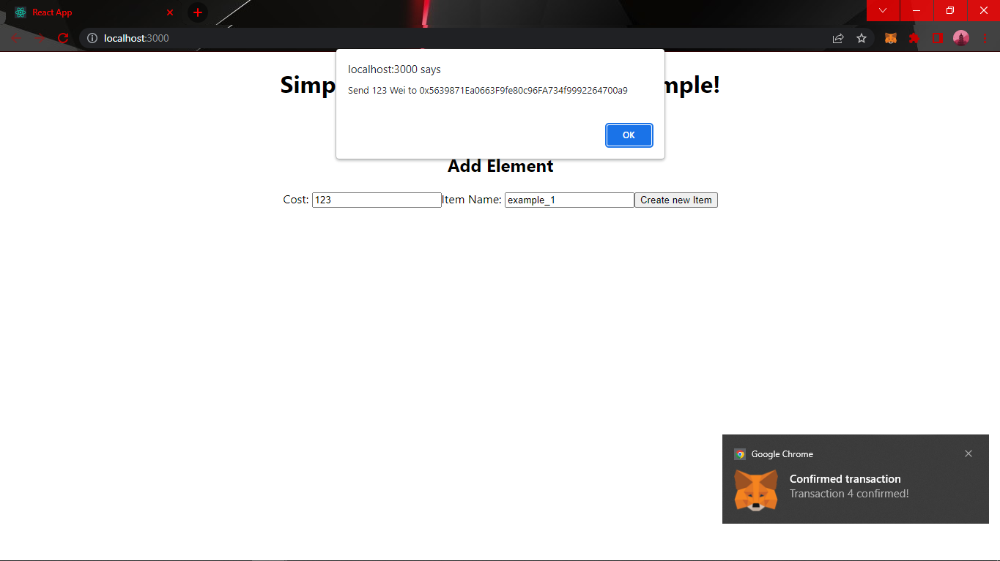 React App
localhost:3000
localhost:3000 says
Send 123 Wei to 0x5639871Ea0663F9fe80c96FA734f9992264700a9
OK
Simp mple!
Add Element
Cost: 123 Item Name: example_1 Create new Item
Google Chrome
Confirmed transaction
Transaction 4 confirmed!